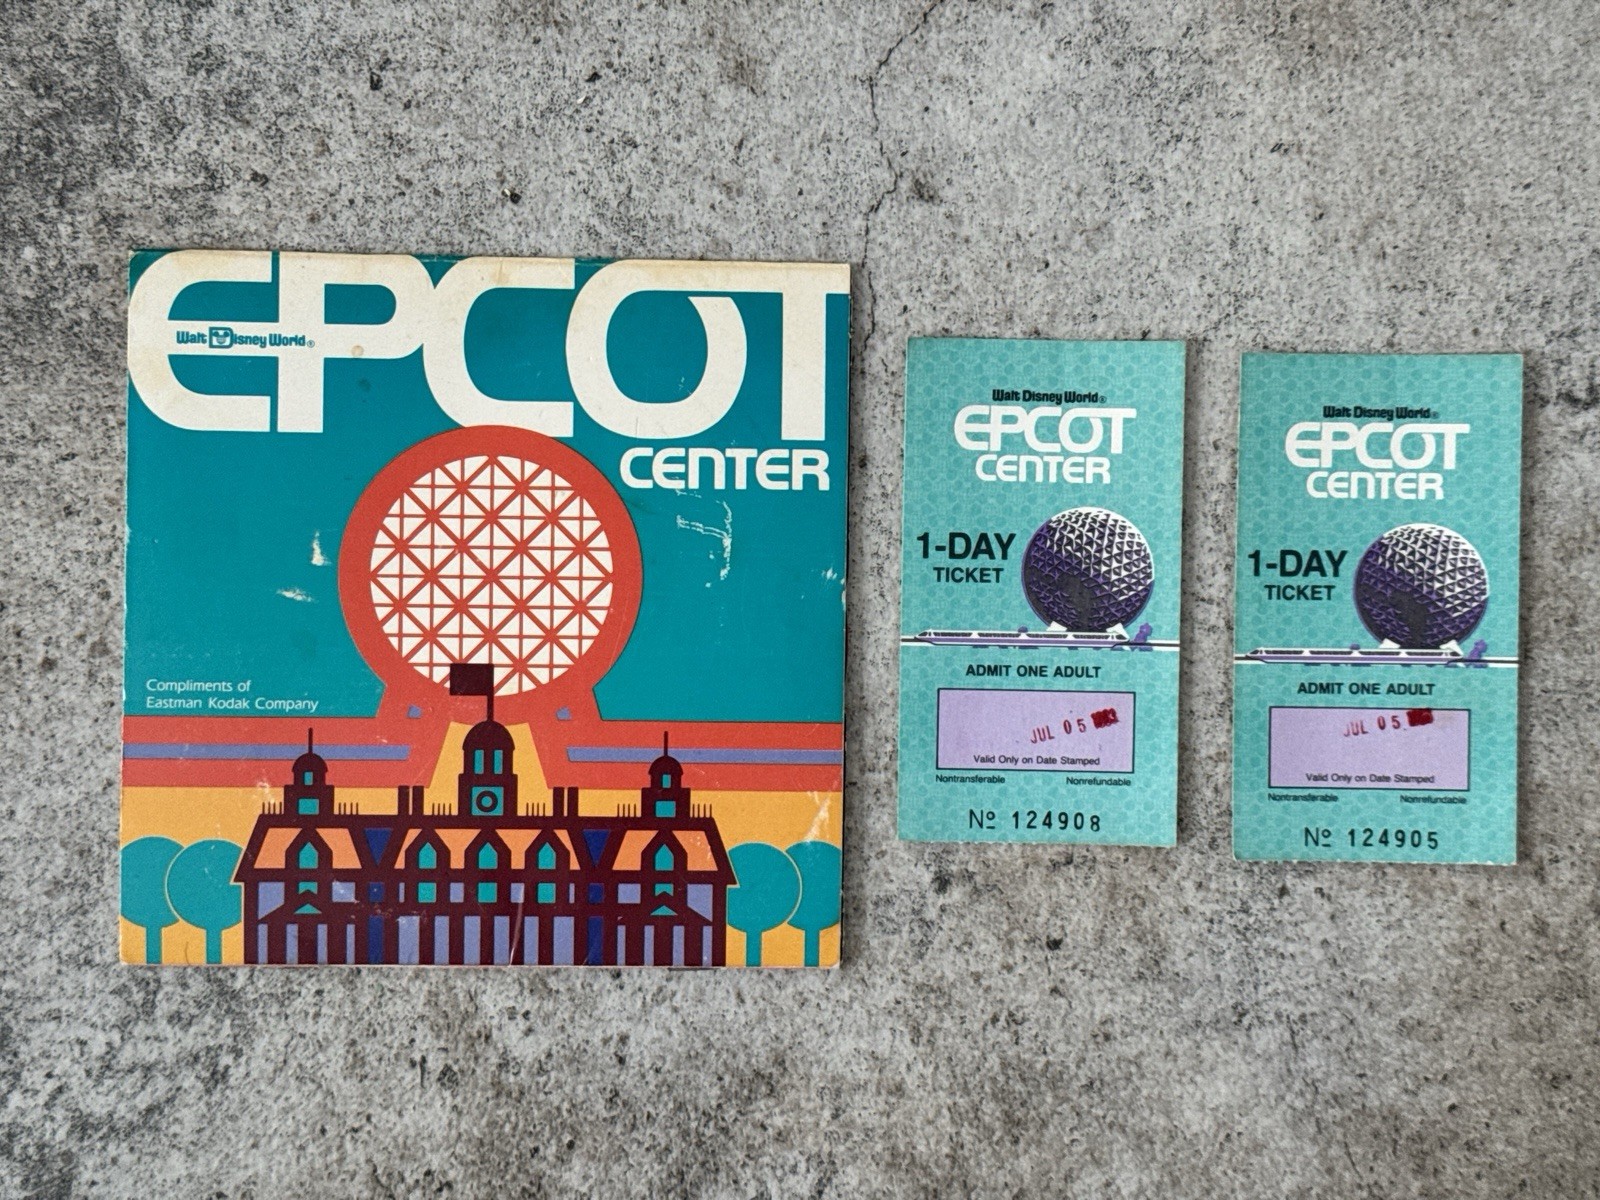 EPCOT
Walt Disney World®
CENTER
Compliments of
Eastman Kodak Company
Walt Disney World®
EPCOT
CENTER
1-DAY
TICKET
ADMIT ONE ADULT
JUL 05
Valid Only on Date Stamped
Nontransferable Nonrefundable
Nº 124908
Walt Disney World®
EPCOT
CENTER
1-DAY
TICKET
ADMIT ONE ADULT
JUL 05
Valid Only on Date Stamped
Nontransferable Nonrefundable
Nº 124905